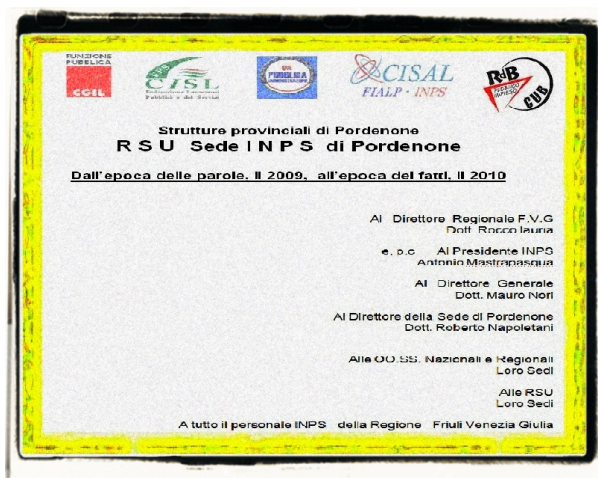 FUNZIONE
PUBBLICA
CGIL
CISL
PUBBLICA
CISAL
FIALP - INPS
RdB
CUB
Strutture provinciali di Pordenone
R S U Sede I N P S di Pordenone
Dall'epoca delle parole, il 2009, all'epoca dei fatti, il 2010
Al Direttore Regionale F.V.G
Dott. Rocco lauria
e, p.c Al Presidente INPS
Antonio Mastrapasqua
Al Direttore Generale
Dott. Mauro Nori
Al Direttore della Sede di Pordenone
Dott. Roberto Napoletani
Alle OO.SS. Nazionali e Regionali
Loro Sedi
Alle RSU
Loro Sedi
A tutto il personale INPS della Regione Friuli Venezia Giulia